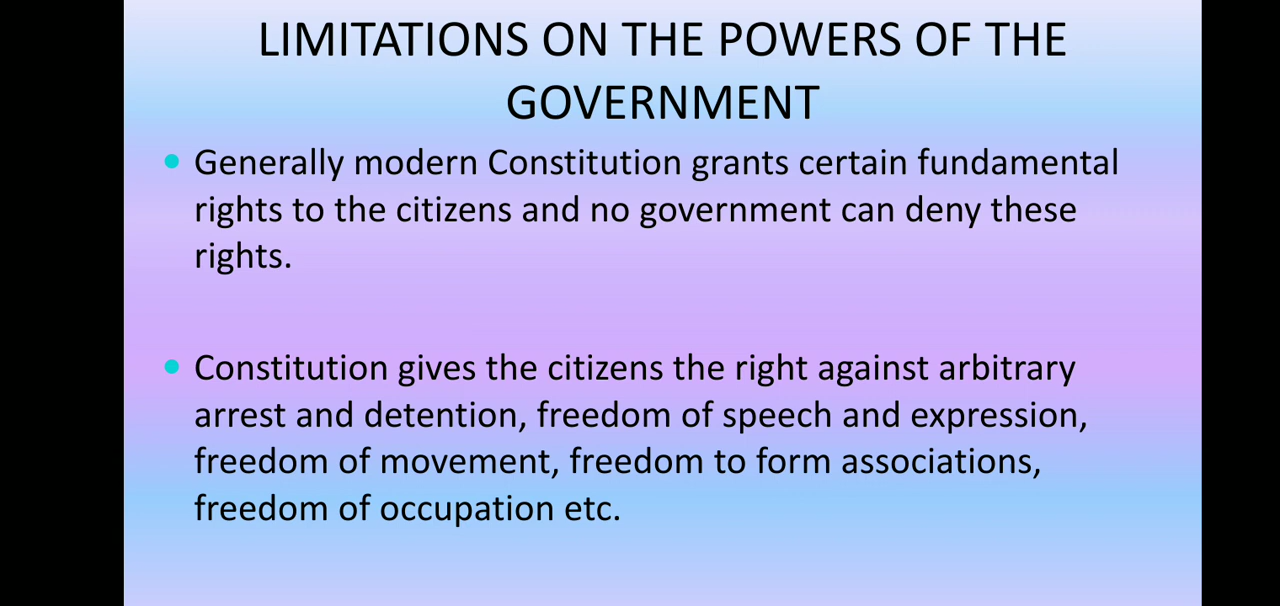 LIMITATIONS ON THE POWERS OF THE
GOVERNMENT
Generally modern Constitution grants certain fundamental
rights to the citizens and no government can deny these
rights.
Constitution gives the citizens the right against arbitrary
arrest and detention, freedom of speech and expression,
freedom of movement, freedom to form associations,
freedom of occupation etc.